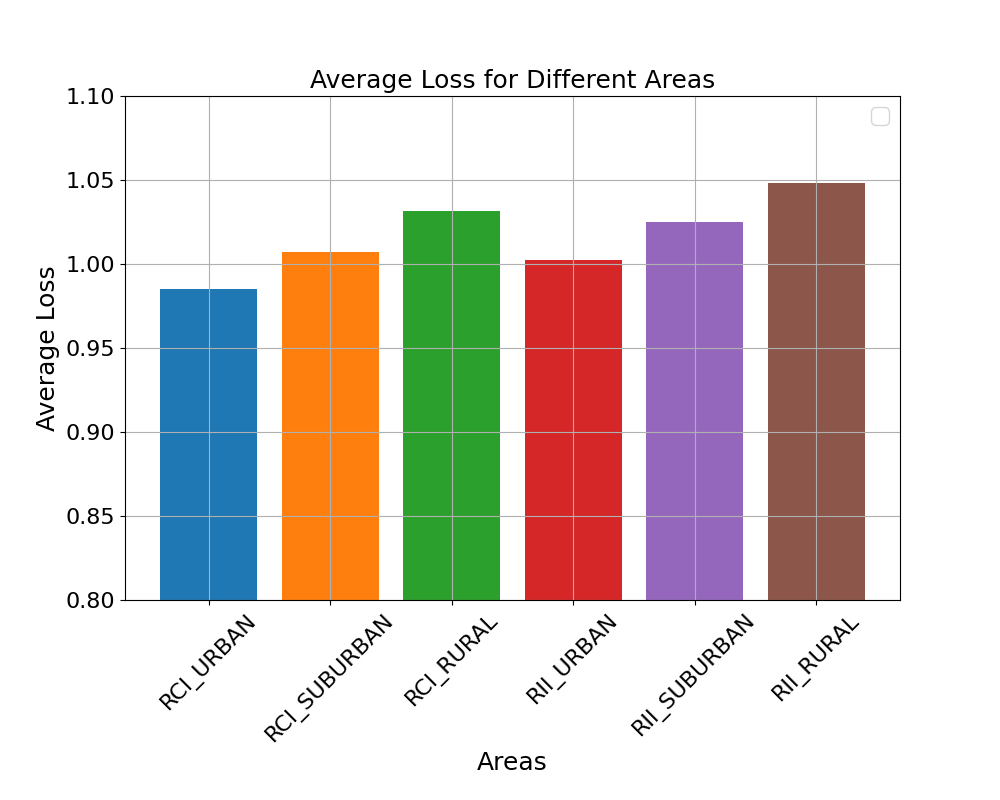 Average Loss for Different Areas
1.10
1.05
1.00
0.95
0.90
0.85
0.80
Average Loss
RCI_URBAN
RCI_SUBURBAN
RCI_RURAL
RII_URBAN
RII_SUBURBAN
RII_RURAL
Areas